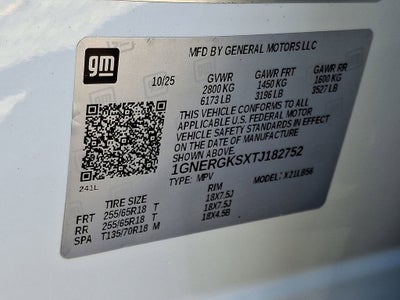 gm
MFD BY GENERAL MOTORS LLC
10/25 GVWR GAWR FRT GAWR RR
2800 KG 1450 KG 1600 KG
6173 LB 3196 LB 3527 LB
THIS VEHICLE CONFORMS TO ALL
APPLICABLE U.S. FEDERAL MOTOR
VEHICLE SAFETY STANDARDS IN EFFECT
ON THE DATE OF MANUFACTURE
SHOWN ABOVE.
1GNERGKSXTJ182752
TYPE: MPV MODEL: X21LB56
241L
TIRE SIZE RIM
FRT 255/65R18 T 18X7.5J
RR 255/65R18 T 18X7.5J
SPA T135/70R18 M 18X4.5B